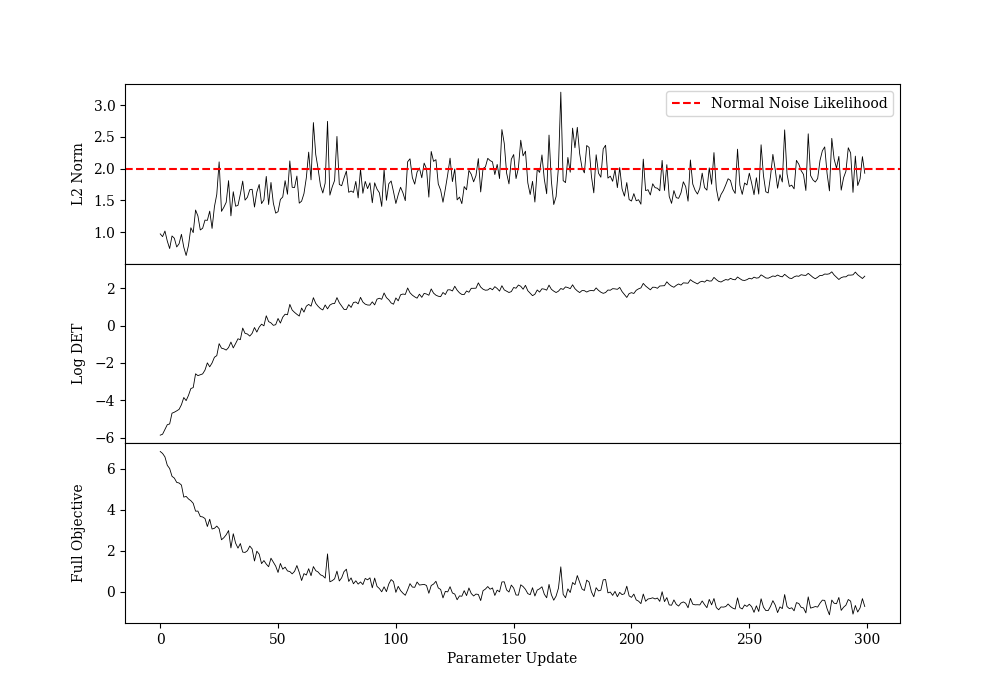 3.0
2.5
2.0
1.5
1.0
L2 Norm
Normal Noise Likelihood
2
0
−2
−4
−6
Log DET
6
4
2
0
Full Objective
0 50 100 150 200 250 300
Parameter Update